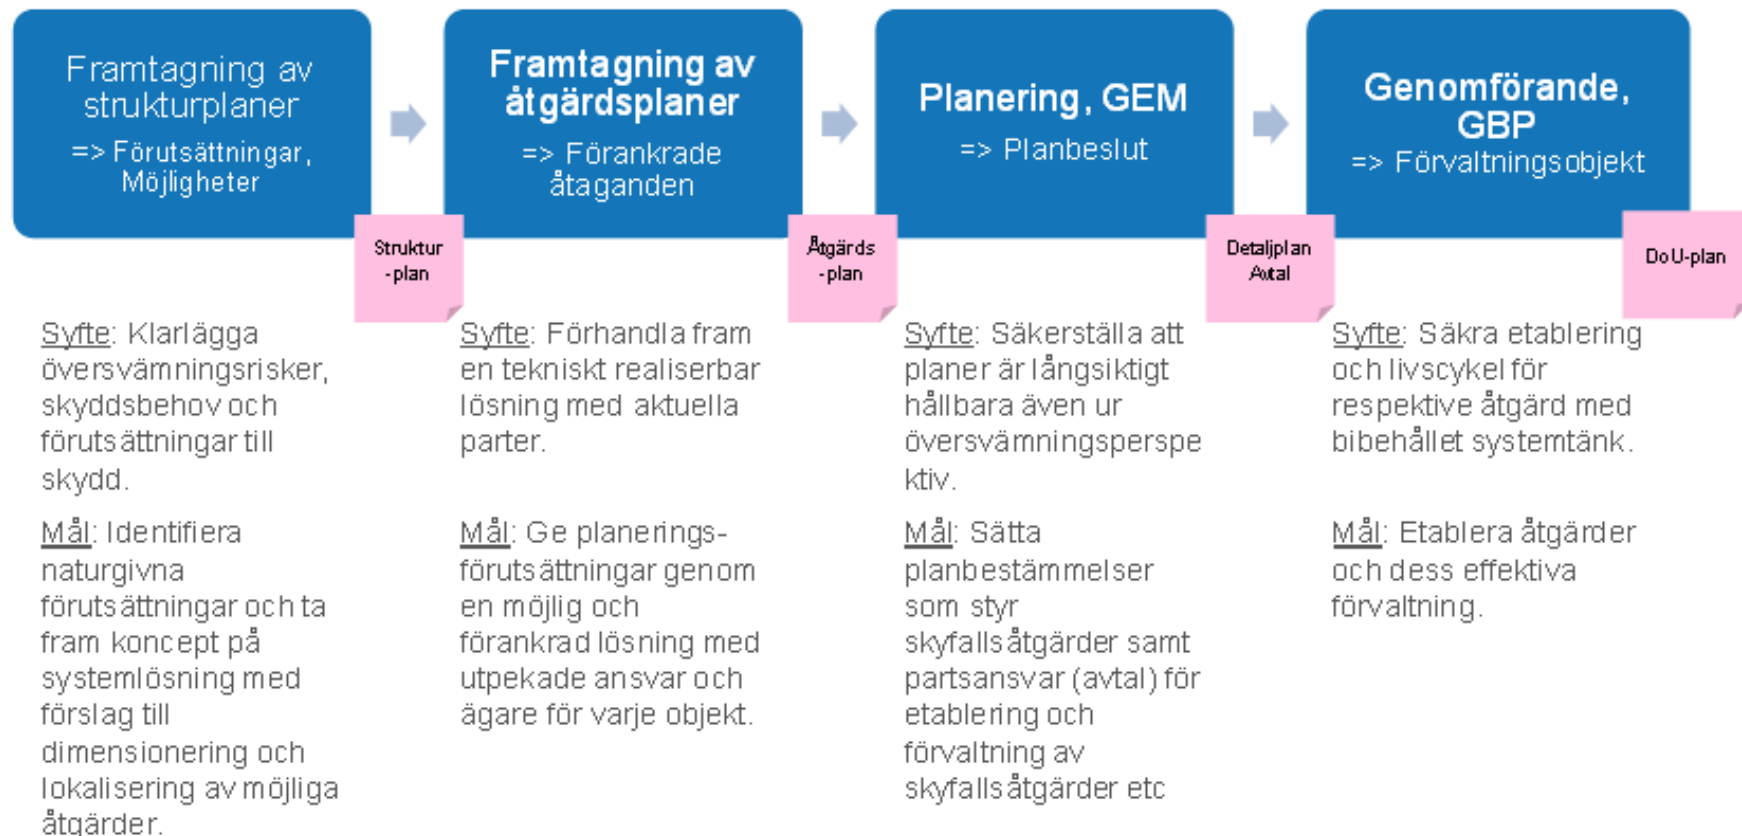 Framtagning av
strukturplaner
=> Förutsättningar,
Möjligheter
Struktur
-plan
Framtagning av
åtgärdsplaner
=> Förankrade
åtaganden
Åtgärds
-plan
Planering, GEM
=> Planbeslut
Detaljplan
Avtal
Genomförande,
GBP
=> Förvaltningsobjekt
DoU-plan
Syfte: Klarlägga
översvämningsrisker,
skyddsbehov och
förutsättningar till
skydd.
Mål: Identifiera
naturgivna
förutsättningar och ta
fram koncept på
systemlösning med
förslag till
dimensionering och
lokalisering av möjliga
åtgärder.
Syfte: Förhandla fram
en tekniskt realiserbar
lösning med aktuella
parter.
Mål: Ge planerings-
förutsättningar genom
en möjlig och
förankrad lösning med
utpekade ansvar och
ägare för varje objekt.
Syfte: Säkerställa att
planer är långsiktigt
hållbara även ur
översvämningsperspe
ktiv.
Mål: Sätta
planbestämmelser
som styr
skyfallsåtgärder samt
partsansvar (avtal) för
etablering och
förvaltning av
skyfallsåtgärder etc
Syfte: Säkra etablering
och livscykel för
respektive åtgärd med
bibehållet systemtänk.
Mål: Etablera åtgärder
och dess effektiva
förvaltning.